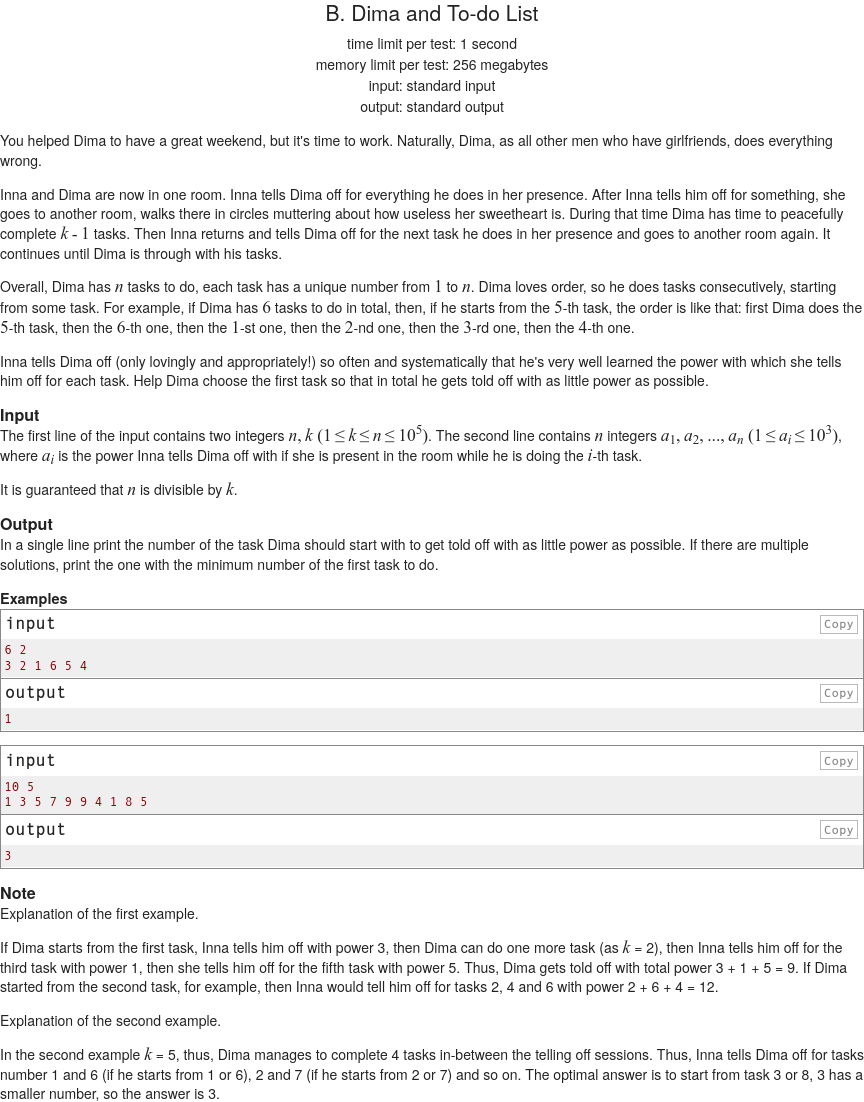 B. Dima and To-do List
time limit per test: 1 second
memory limit per test: 256 megabytes
input: standard input
output: standard output
You helped Dima to have a great weekend, but it's time to work. Naturally, Dima, as all other men who have girlfriends, does everything
wrong.
Inna and Dima are now in one room. Inna tells Dima off for everything he does in her presence. After Inna tells him off for something, she
goes to another room, walks there in circles muttering about how useless her sweetheart is. During that time Dima has time to peacefully
complete k - 1 tasks. Then Inna returns and tells Dima off for the next task he does in her presence and goes to another room again. It
continues until Dima is through with his tasks.
Overall, Dima has n tasks to do, each task has a unique number from 1 to n. Dima loves order, so he does tasks consecutively, starting
from some task. For example, if Dima has 6 tasks to do in total, then, if he starts from the 5-th task, the order is like that: first Dima does the
5-th task, then the 6-th one, then the 1-st one, then the 2-nd one, then the 3-rd one, then the 4-th one.
Inna tells Dima off (only lovingly and appropriately!) so often and systematically that he's very well learned the power with which she tells
him off for each task. Help Dima choose the first task so that in total he gets told off with as little power as possible.
Input
The first line of the input contains two integers n, k (1 ≤ k ≤ n ≤ 10^5). The second line contains n integers a_1, a_2, ..., a_n (1 ≤ a_i ≤ 10^3),
where a_i is the power Inna tells Dima off with if she is present in the room while he is doing the i-th task.
It is guaranteed that n is divisible by k.
Output
In a single line print the number of the task Dima should start with to get told off with as little power as possible. If there are multiple
solutions, print the one with the minimum number of the first task to do.
Examples
input Copy
6 2
3 2 1 6 5 4
output Copy
1
input Copy
10 5
1 3 5 7 9 9 4 1 8 5
output Copy
3
Note
Explanation of the first example.
If Dima starts from the first task, Inna tells him off with power 3, then Dima can do one more task (as k = 2), then Inna tells him off for the
third task with power 1, then she tells him off for the fifth task with power 5. Thus, Dima gets told off with total power 3 + 1 + 5 = 9. If Dima
started from the second task, for example, then Inna would tell him off for tasks 2, 4 and 6 with power 2 + 6 + 4 = 12.
Explanation of the second example.
In the second example k = 5, thus, Dima manages to complete 4 tasks in-between the telling off sessions. Thus, Inna tells Dima off for tasks
number 1 and 6 (if he starts from 1 or 6), 2 and 7 (if he starts from 2 or 7) and so on. The optimal answer is to start from task 3 or 8, 3 has a
smaller number, so the answer is 3.